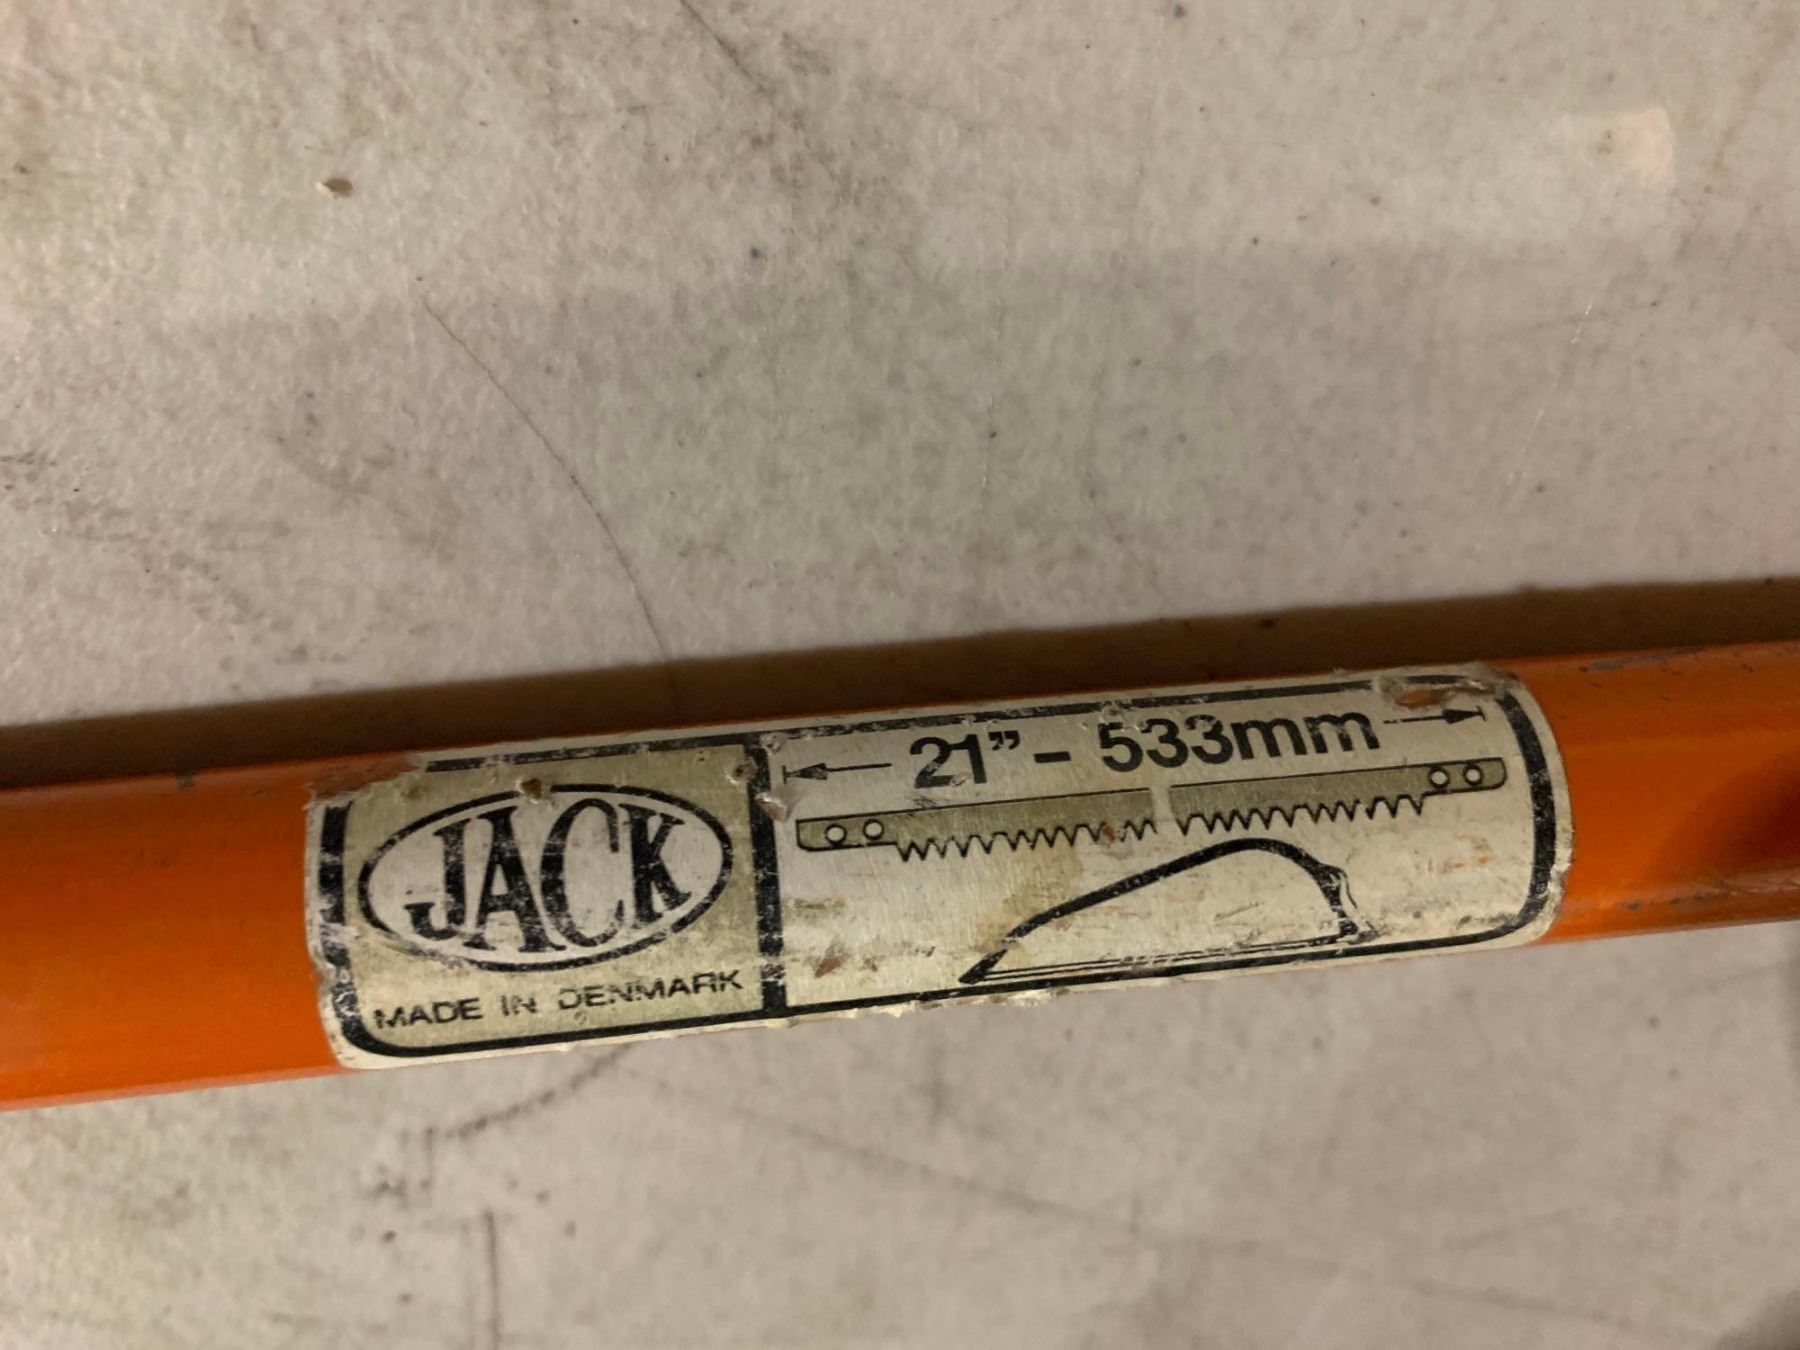 JACK
MADE IN DENMARK
21” - 533mm